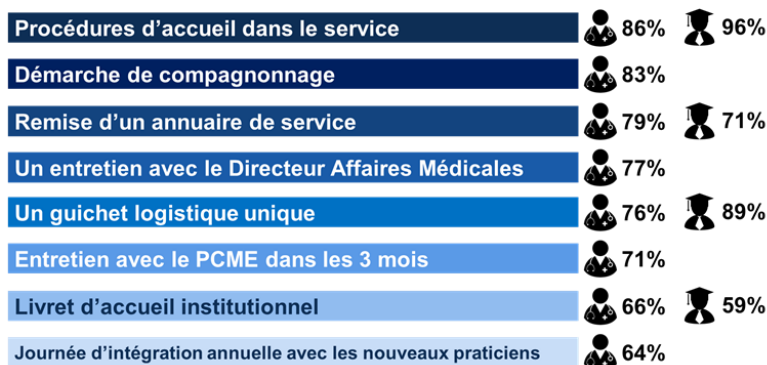 Procédures d’accueil dans le service 86% 96%
Démarche de compagnonnage 83%
Remise d’un annuaire de service 79% 71%
Un entretien avec le Directeur Affaires Médicales 77%
Un guichet logistique unique 76% 89%
Entretien avec le PCME dans les 3 mois 71%
Livret d’accueil institutionnel 66% 59%
Journée d’intégration annuelle avec les nouveaux praticiens 64%